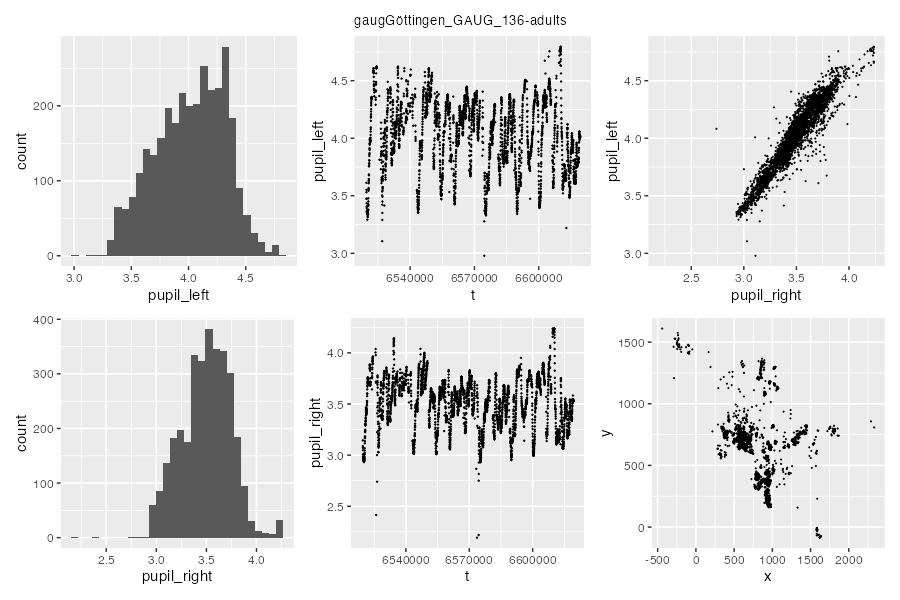 gaugGöttingen_GAUG_136-adults
count
200
100
0
3.0 3.5 4.0 4.5
pupil_left
pupil_left
4.5
4.0
3.5
3.0
6540000 6570000 6600000
t
pupil_left
4.5
4.0
3.5
3.0
2.5 3.0 3.5 4.0
pupil_right
count
400
300
200
100
0
2.5 3.0 3.5 4.0
pupil_right
pupil_right
4.0
3.5
3.0
2.5
6540000 6570000 6600000
t
y
1500
1000
500
0
-500 0 500 1000 1500 2000
x